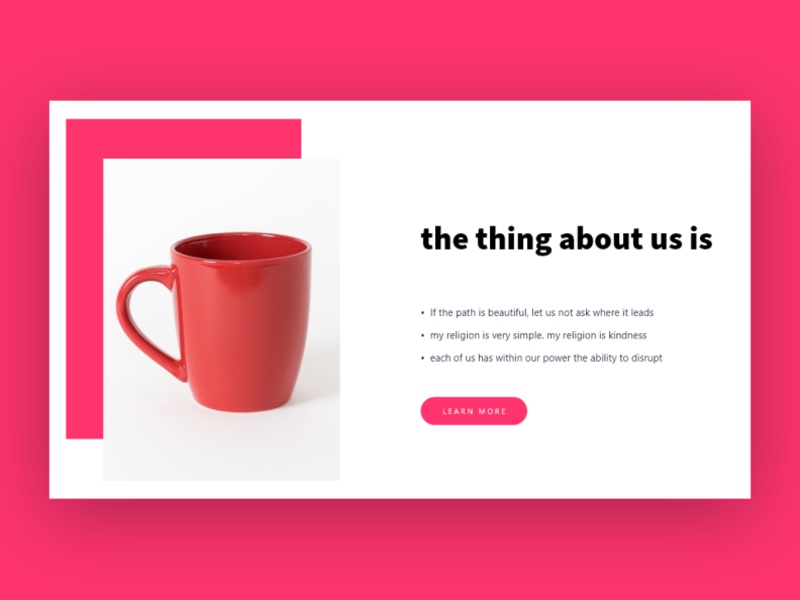 the thing about us is
• If the path is beautiful, let us not ask where it leads
• my religion is very simple. my religion is kindness
• each of us has within our power the ability to disrupt
LEARN MORE